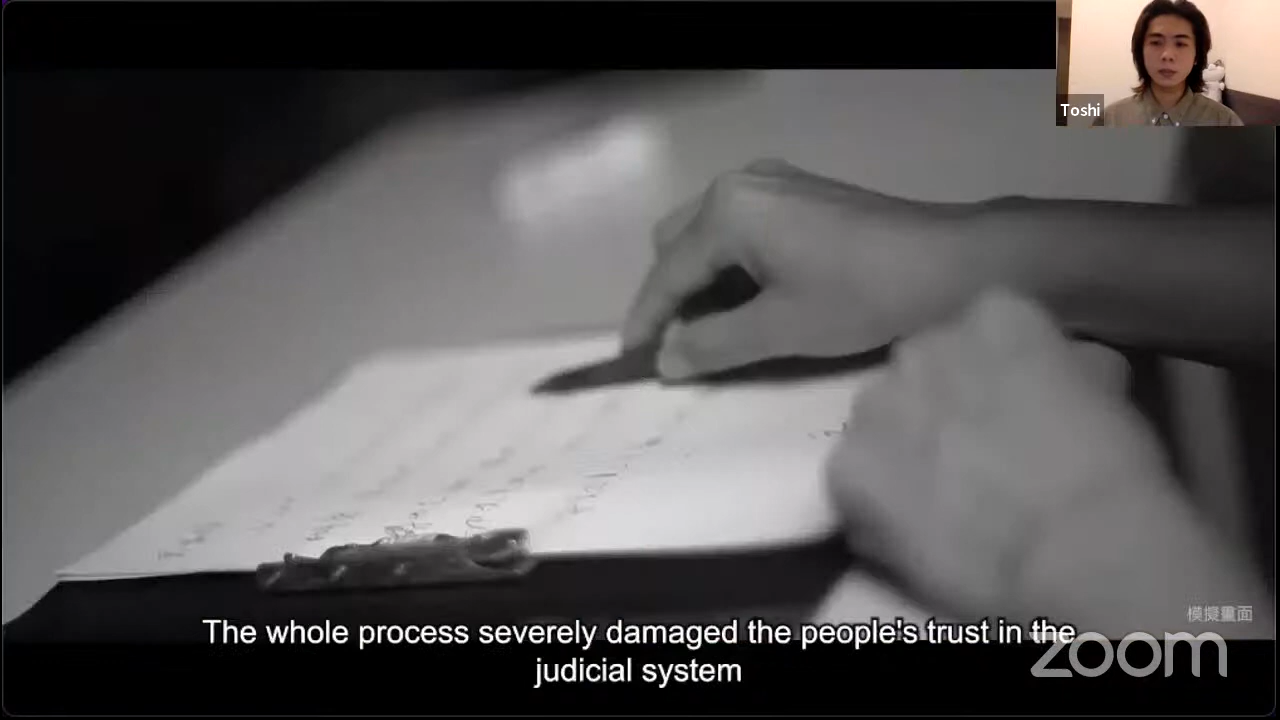 Toshi
模擬畫面
The whole process severely damaged the people's trust in the
judicial system
zoom